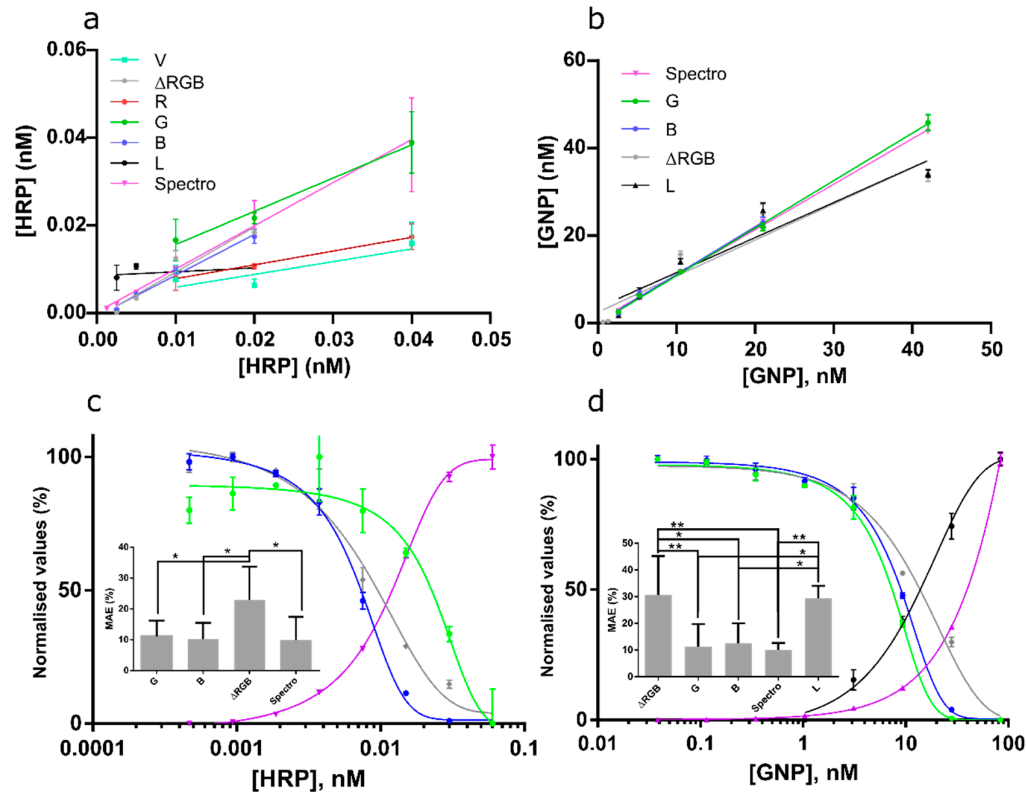 a
0.06
0.04
0.02
0.00
[HRP] (nM)
V
ΔRGB
R
G
B
L
Spectro
0.00 0.01 0.02 0.03 0.04 0.05
[HRP] (nM)
b
60
40
20
0
[GNP] (nM)
Spectro
G
B
ΔRGB
L
0 10 20 30 40 50
[GNP], nM
c
100
50
0
Normalised values (%)
40
30
20
10
0
MAE (%)
* * *
G B ΔRGB Spectro
0.0001 0.001 0.01 0.1
[HRP], nM
d
100
50
0
Normalised values (%)
50
40
30
20
10
0
MAE (%)
** **
*
** *
*
ΔRGB G B Spectro L
0.01 0.1 1 10 100
[GNP], nM